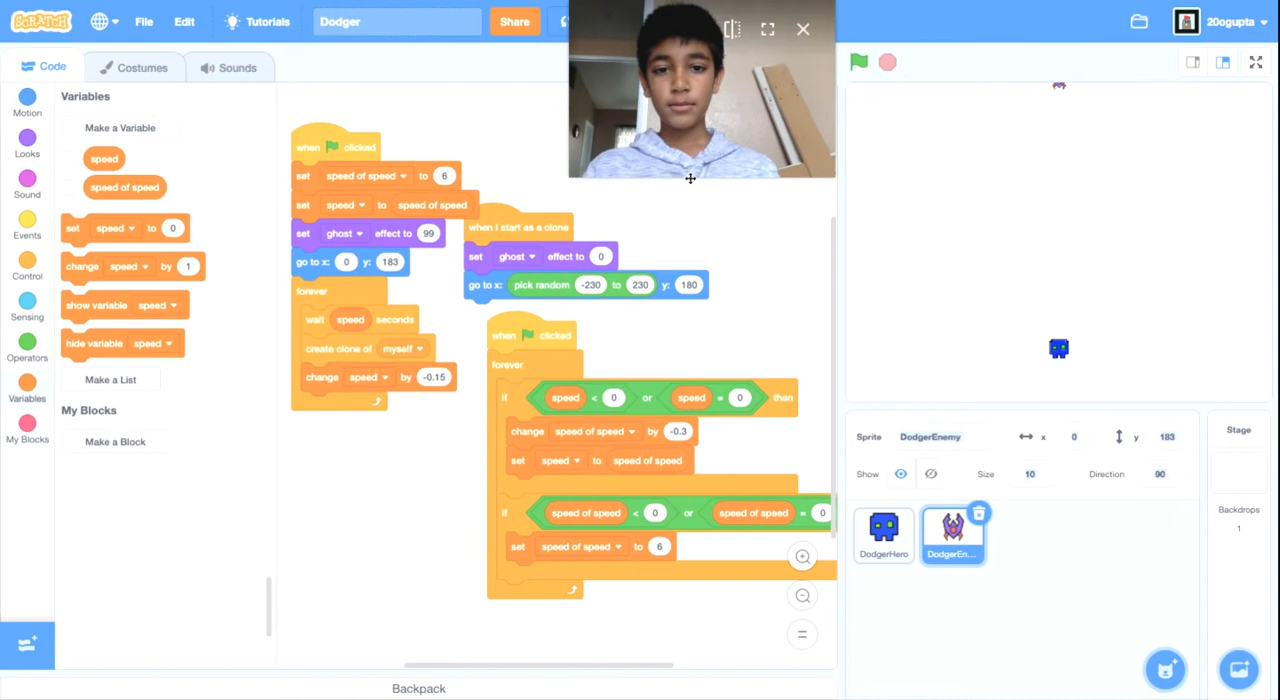 SCRATCH File Edit Tutorials Dodger Share 20ogupta
Code Costumes Sounds
Motion
Looks
Sound
Events
Control
Sensing
Operators
Variables
My Blocks
Variables
Make a Variable
speed
speed of speed
set speed to 0
change speed by 1
show variable speed
hide variable speed
Make a List
My Blocks
Make a Block
when clicked
set speed of speed to 6
set speed to speed of speed
set ghost effect to 99
go to x: 0 y: 183
forever
wait speed seconds
create clone of myself
change speed by -0.15
when I start as a clone
set ghost effect to 0
go to x: pick random -230 to 230 y: 180
when clicked
forever
if speed < 0 or speed = 0 then
change speed of speed by -0.3
set speed to speed of speed
if speed of speed < 0 or speed of speed = 0
set speed of speed to 6
Backpack
Sprite DodgerEnemy x 0 y 183
Show Size 10 Direction 90
DodgerHero DodgerEn...
Stage
Backdrops
1